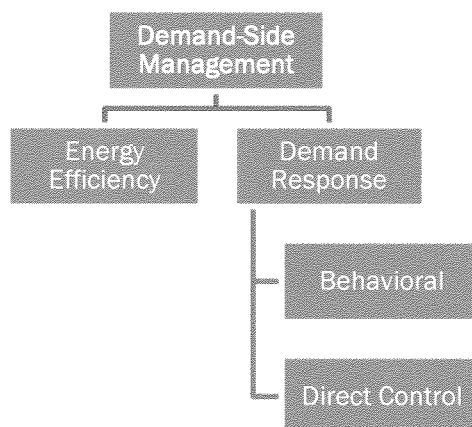 Demand-Side
Management
Energy
Efficiency
Demand
Response
Behavioral
Direct Control